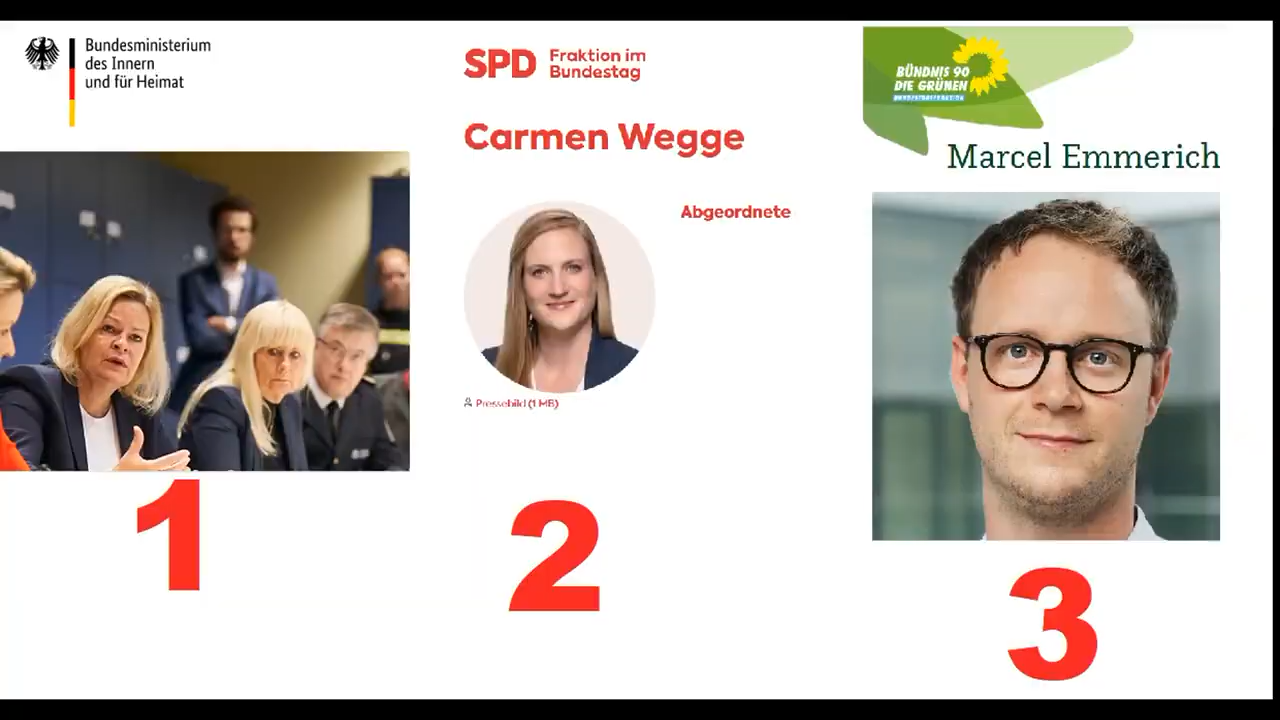 Bundesministerium
des Innern
und für Heimat
1
SPD Fraktion im
Bundestag
Carmen Wegge
Abgeordnete
Pressebild (1 MB)
2
BÜNDNIS 90
DIE GRÜNEN
BUNDESTAGSFRAKTION
Marcel Emmerich
3